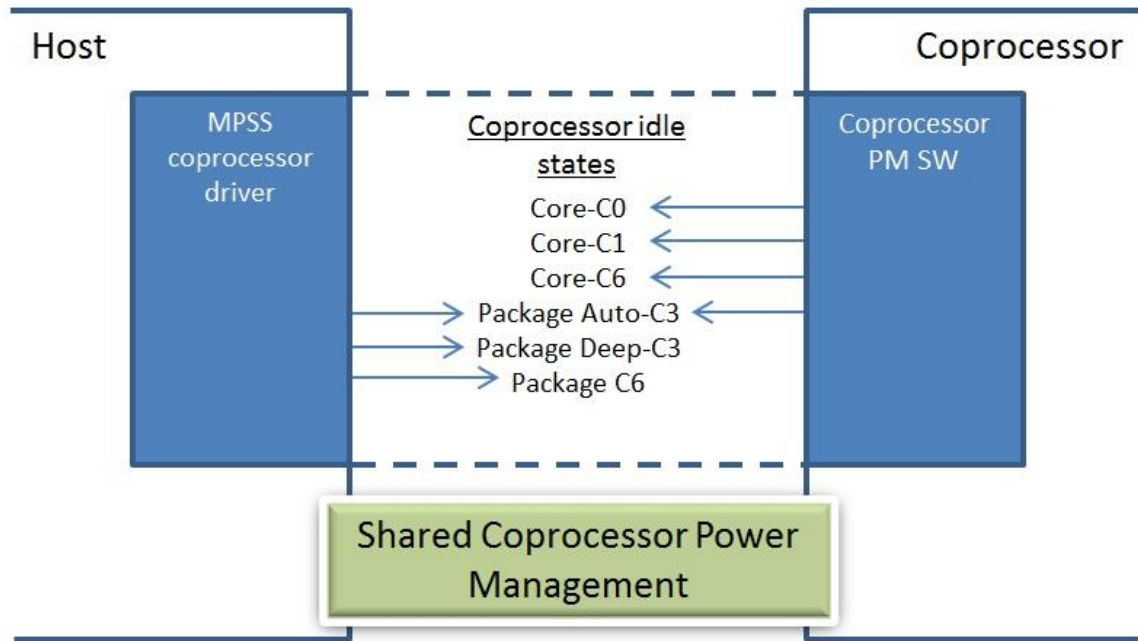 Host
Coprocessor
MPSS
coprocessor
driver
Coprocessor idle
states
Core-C0
Core-C1
Core-C6
Package Auto-C3
Package Deep-C3
Package C6
Coprocessor
PM SW
Shared Coprocessor Power
Management